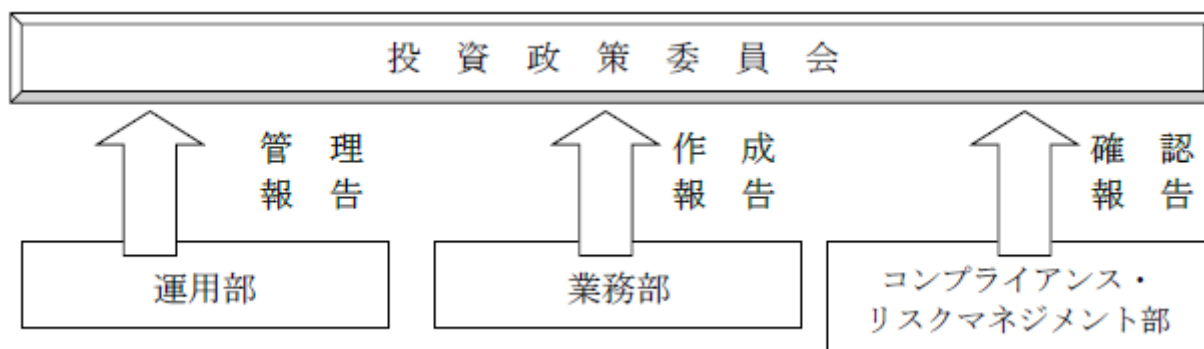 投資政策委員会
管理
報告
作成
報告
確認
報告
運用部
業務部
コンプライアンス・
リスクマネジメント部